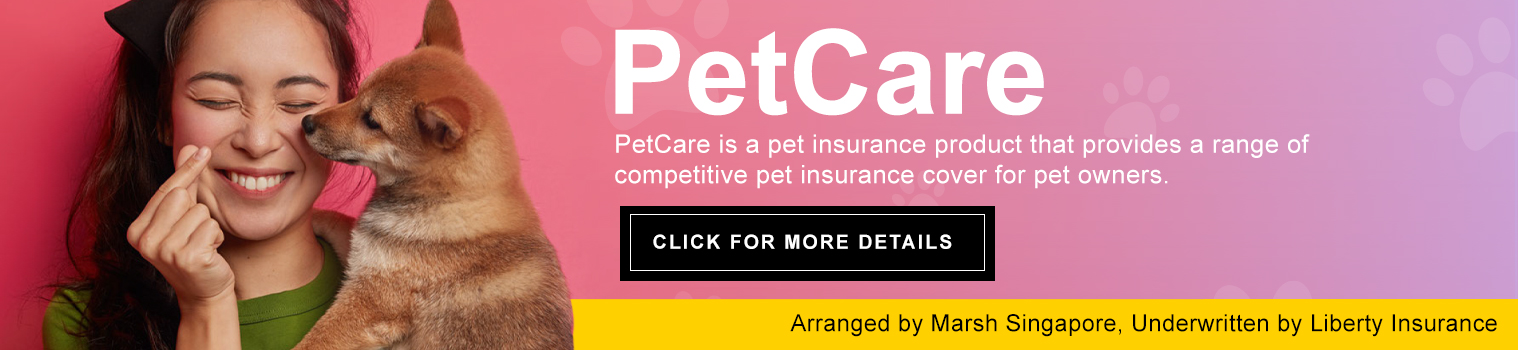 PetCare
PetCare is a pet insurance product that provides a range of
competitive pet insurance cover for pet owners.
CLICK FOR MORE DETAILS
Arranged by Marsh Singapore, Underwritten by Liberty Insurance